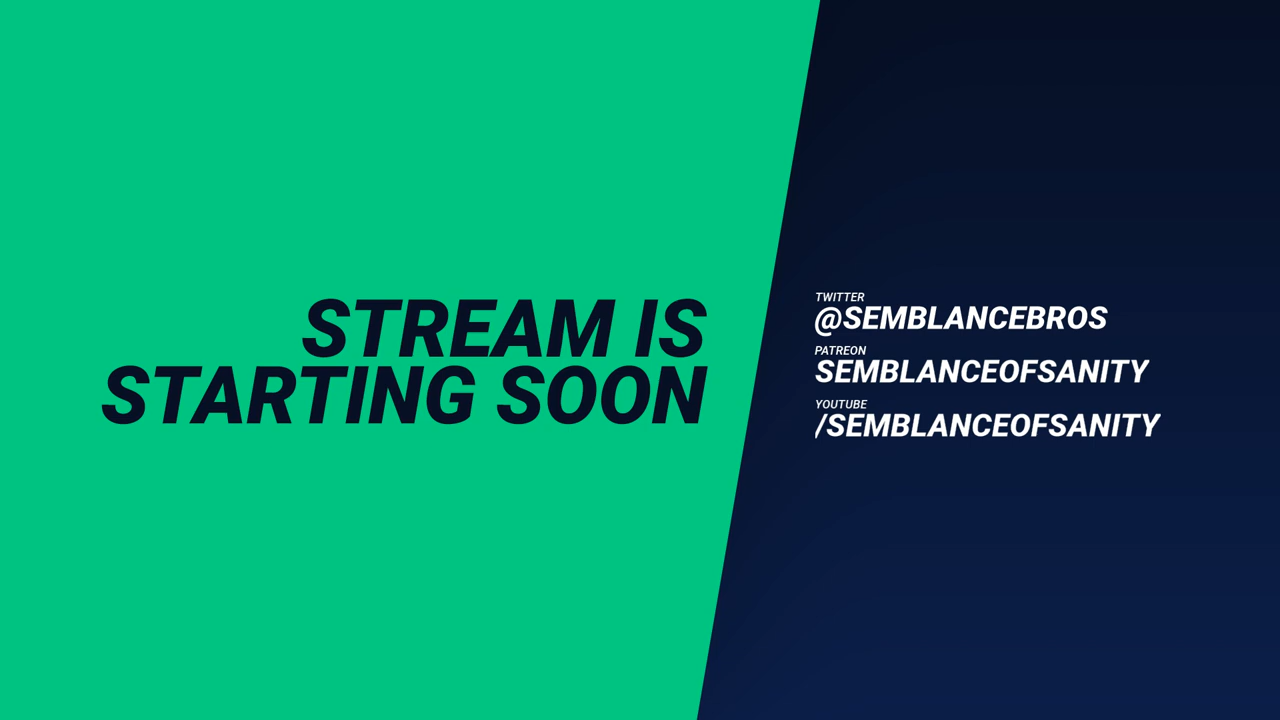 STREAM IS
STARTING SOON
TWITTER
@SEMBLANCEBROS
PATREON
SEMBLANCEOFSANITY
YOUTUBE
/SEMBLANCEOFSANITY